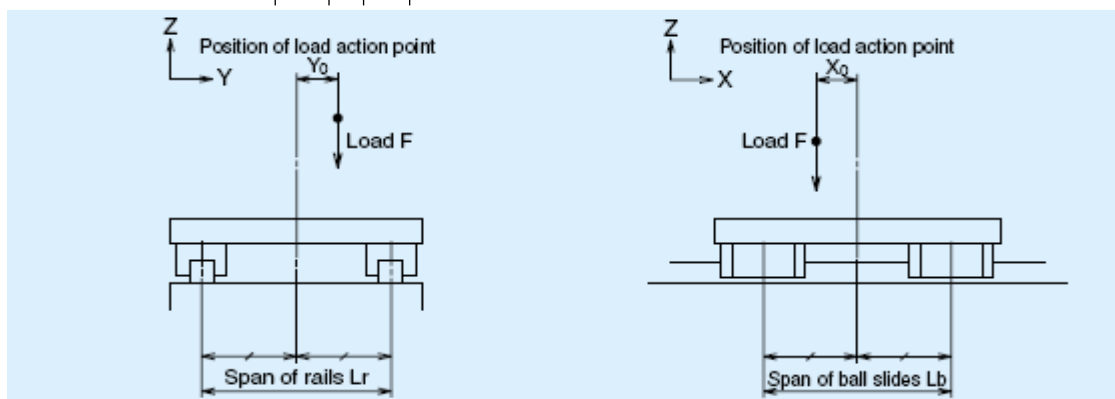 Z
Position of load action point
Y0
Y
Load F
Span of rails Lr
Z
Position of load action point
X0
X
Load F
Span of ball slides Lb